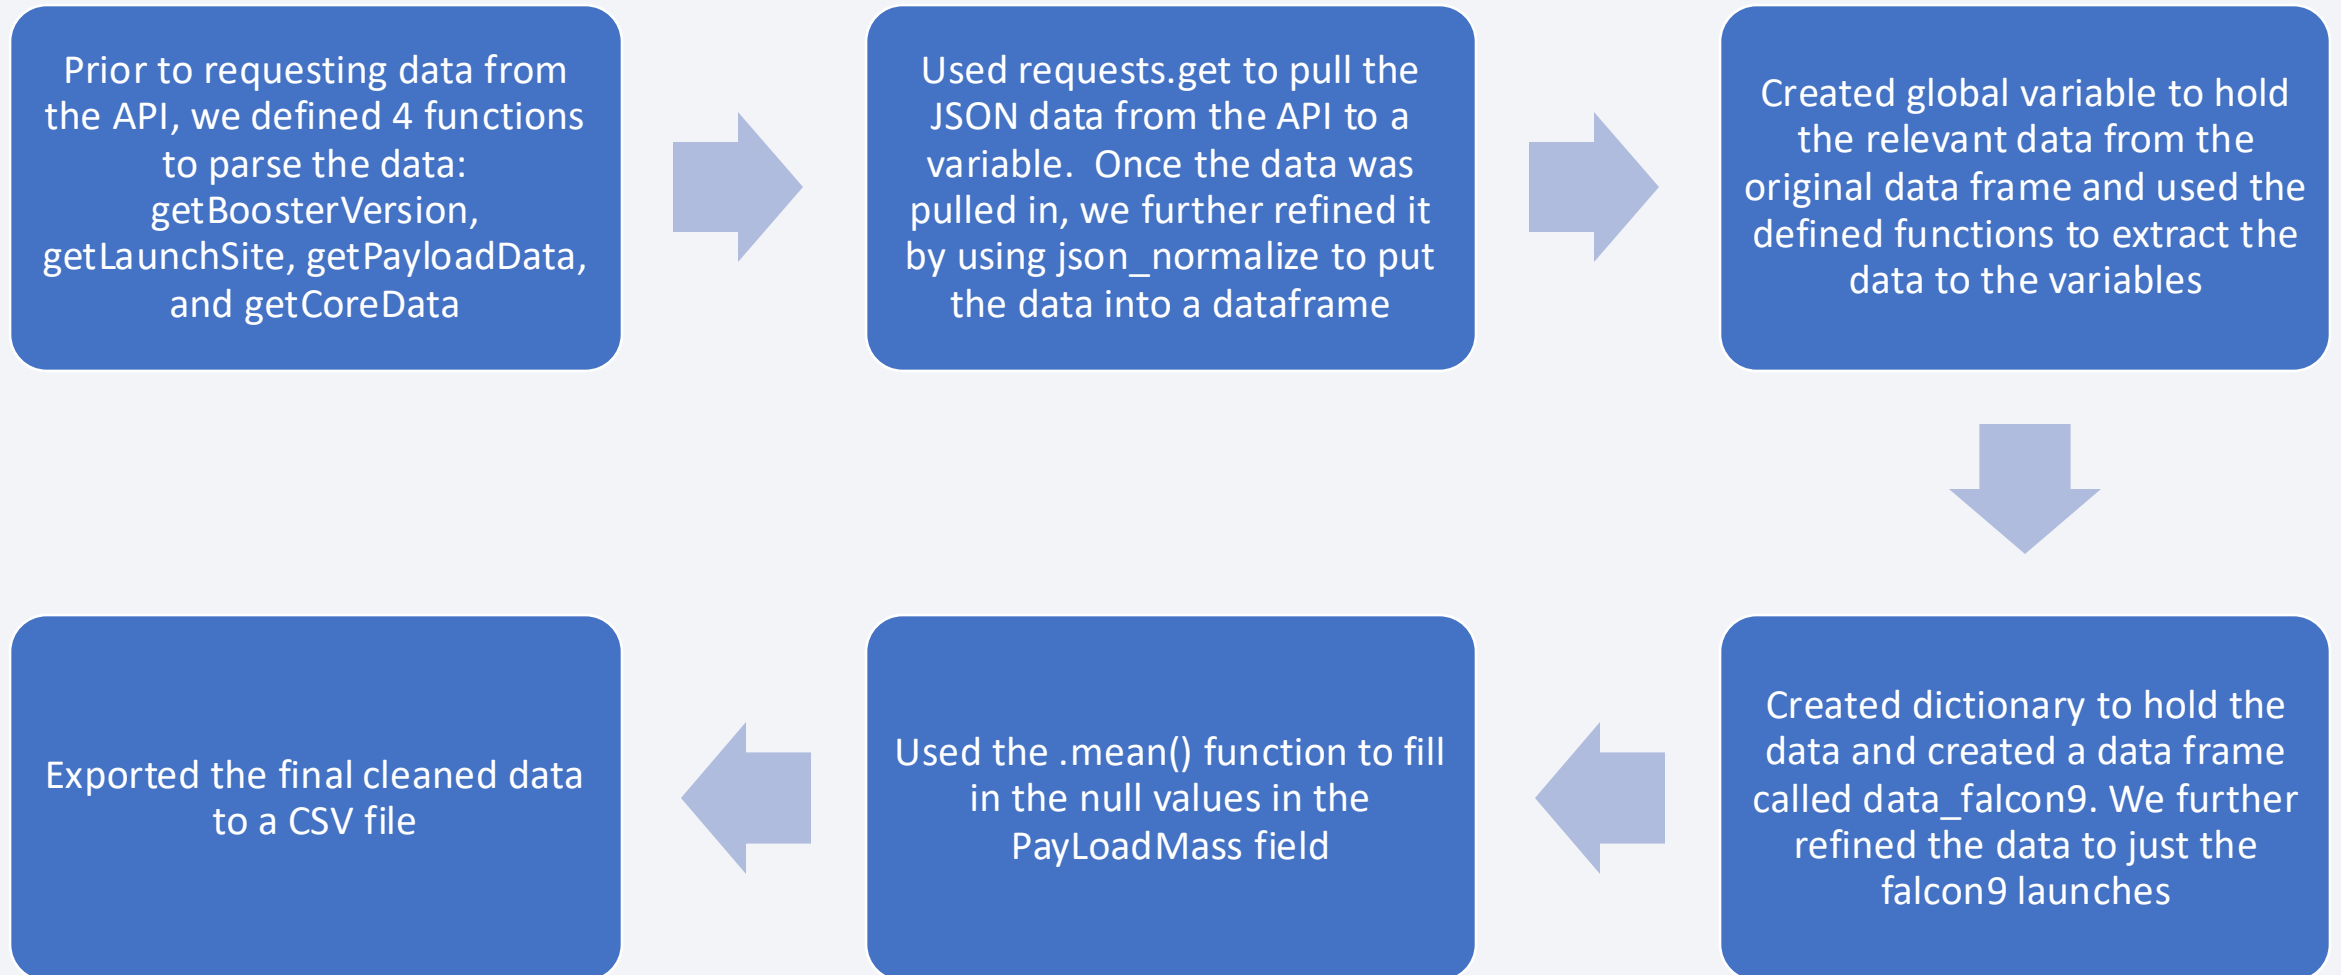 Prior to requesting data from
the API, we defined 4 functions
to parse the data:
getBoosterVersion,
getLaunchSite, getPayloadData,
and getCoreData
Used requests.get to pull the
JSON data from the API to a
variable.  Once the data was
pulled in, we further refined it
by using json_normalize to put
the data into a dataframe
Created global variable to hold
the relevant data from the
original data frame and used the
defined functions to extract the
data to the variables
Created dictionary to hold the
data and created a data frame
called data_falcon9. We further
refined the data to just the
falcon9 launches
Used the .mean() function to fill
in the null values in the
PayLoadMass field
Exported the final cleaned data
to a CSV file